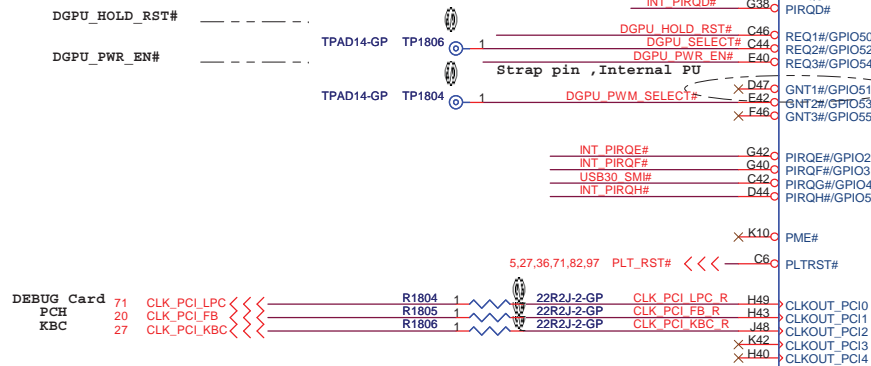 INT_PIRQD# G38 PIRQD#
DGPU_HOLD_RST#
DGPU_HOLD_RST# C46 REQ1#/GPIO50
TPAD14-GP TP1806 1 DGPU_SELECT# C44 REQ2#/GPIO52
DGPU_PWR_EN# DGPU_PWR_EN# E40 REQ3#/GPIO54
Strap pin ,Internal PU
D47 GNT1#/GPIO51
TPAD14-GP TP1804 1 DGPU_PWM_SELECT# E42 GNT2#/GPIO53
F46 GNT3#/GPIO55
INT_PIRQE# G42 PIRQE#/GPIO2
INT_PIRQF# G40 PIRQF#/GPIO3
USB30_SMI# C42 PIRQG#/GPIO4
INT_PIRQH# D44 PIRQH#/GPIO5
K10 PME#
5,27,36,71,82,97 PLT_RST# C6 PLTRST#
DEBUG Card 71 CLK_PCI_LPC R1804 1 22R2J-2-GP CLK_PCI_LPC_R H49 CLKOUT_PCI0
PCH 20 CLK_PCI_FB R1805 1 22R2J-2-GP CLK_PCI_FB_R H43 CLKOUT_PCI1
KBC 27 CLK_PCI_KBC R1806 1 22R2J-2-GP CLK_PCI_KBC_R J48 CLKOUT_PCI2
K42 CLKOUT_PCI3
H40 CLKOUT_PCI4